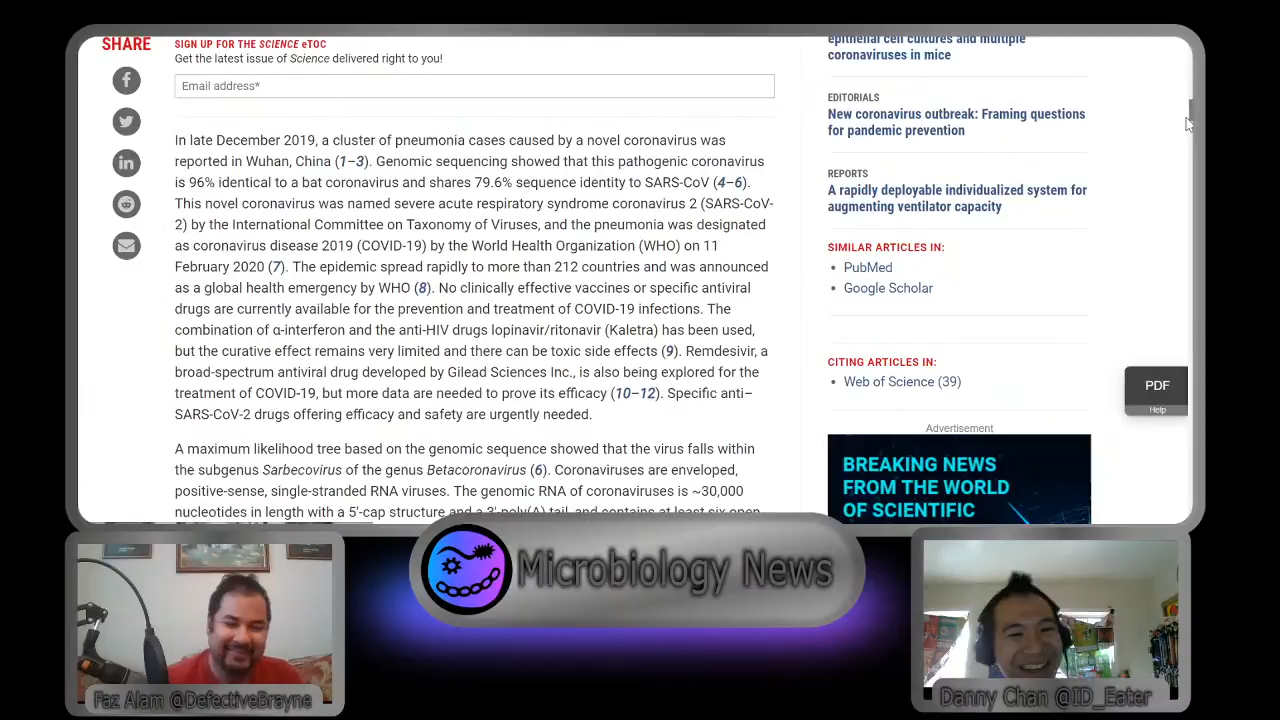 SHARE
SIGN UP FOR THE SCIENCE eTOC
Get the latest issue of Science delivered right to you!
Email address*
In late December 2019, a cluster of pneumonia cases caused by a novel coronavirus was
reported in Wuhan, China (1–3). Genomic sequencing showed that this pathogenic coronavirus
is 96% identical to a bat coronavirus and shares 79.6% sequence identity to SARS-CoV (4–6).
This novel coronavirus was named severe acute respiratory syndrome coronavirus 2 (SARS-CoV-
2) by the International Committee on Taxonomy of Viruses, and the pneumonia was designated
as coronavirus disease 2019 (COVID-19) by the World Health Organization (WHO) on 11
February 2020 (7). The epidemic spread rapidly to more than 212 countries and was announced
as a global health emergency by WHO (8). No clinically effective vaccines or specific antiviral
drugs are currently available for the prevention and treatment of COVID-19 infections. The
combination of α-interferon and the anti-HIV drugs lopinavir/ritonavir (Kaletra) has been used,
but the curative effect remains very limited and there can be toxic side effects (9). Remdesivir, a
broad-spectrum antiviral drug developed by Gilead Sciences Inc., is also being explored for the
treatment of COVID-19, but more data are needed to prove its efficacy (10–12). Specific anti–
SARS-CoV-2 drugs offering efficacy and safety are urgently needed.
A maximum likelihood tree based on the genomic sequence showed that the virus falls within
the subgenus Sarbecovirus of the genus Betacoronavirus (6). Coronaviruses are enveloped,
positive-sense, single-stranded RNA viruses. The genomic RNA of coronaviruses is ~30,000
nucleotides in length with a 5'-cap structure and a 3'-poly(A) tail, and contains at least six open
epithelial cell cultures and multiple
coronaviruses in mice
EDITORIALS
New coronavirus outbreak: Framing questions
for pandemic prevention
REPORTS
A rapidly deployable individualized system for
augmenting ventilator capacity
SIMILAR ARTICLES IN:
• PubMed
• Google Scholar
CITING ARTICLES IN:
• Web of Science (39)
Advertisement
BREAKING NEWS
FROM THE WORLD
OF SCIENTIFIC
PDF
Help
Microbiology News
Faz Alam @DefectiveBrayne
Danny Chan @ID_Eater